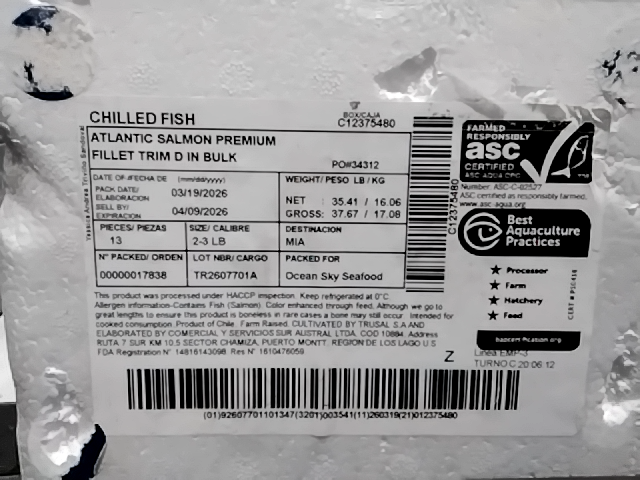 CHILLED FISH
BOX/CAJA
C12375480
ATLANTIC SALMON PREMIUM
FILLET TRIM D IN BULK
PO#34312
DATE OF/FECHA DE (mm/dd/yyyy)
PACK DATE/
ELABORACION 03/19/2026
SELL BY/
EXPIRACION 04/09/2026
WEIGHT/PESO LB/KG
NET : 35.41 / 16.06
GROSS: 37.67 / 17.08
PIECES/ PIEZAS
13
SIZE/ CALIBRE
2-3 LB
DESTINACION
MIA
N° PACKED/ ORDEN
00000017838
LOT NBR/ CARGO
TR2607701A
PACKED FOR
Ocean Sky Seafood
C12375480
This product was processed under HACCP inspection. Keep refrigerated at 0°C.
Allergen information-Contains Fish (Salmon). Color enhanced through feed. Although we go to
great lengths to ensure this product is boneless in rare cases a bone may still occur. Intended for
cooked consumption. Product of Chile. Farm Raised. CULTIVATED BY TRUSAL S.A AND
ELABORATED BY COMERCIAL Y SERVICIOS SUR AUSTRAL LTDA. COD 10884. Address
RUTA 7 SUR KM 10.5 SECTOR CHAMIZA, PUERTO MONTT. REGION DE LOS LAGO U.S
FDA Registration N° 14816143098 Res N° 1610476059
Z
Linea EMP-3
TURNO C 20:06:12
(01)92607701101347(3201)003541(11)260319(21)012375480
FARMED
RESPONSIBLY
asc
CERTIFIED
ASC-AQUA.ORG
Number: ASC-C-02527
ASC certified as responsibly farmed.
www.asc-aqua.org
Best
Aquaculture
Practices
Processor
Farm
Hatchery
Feed
bapcertification.org